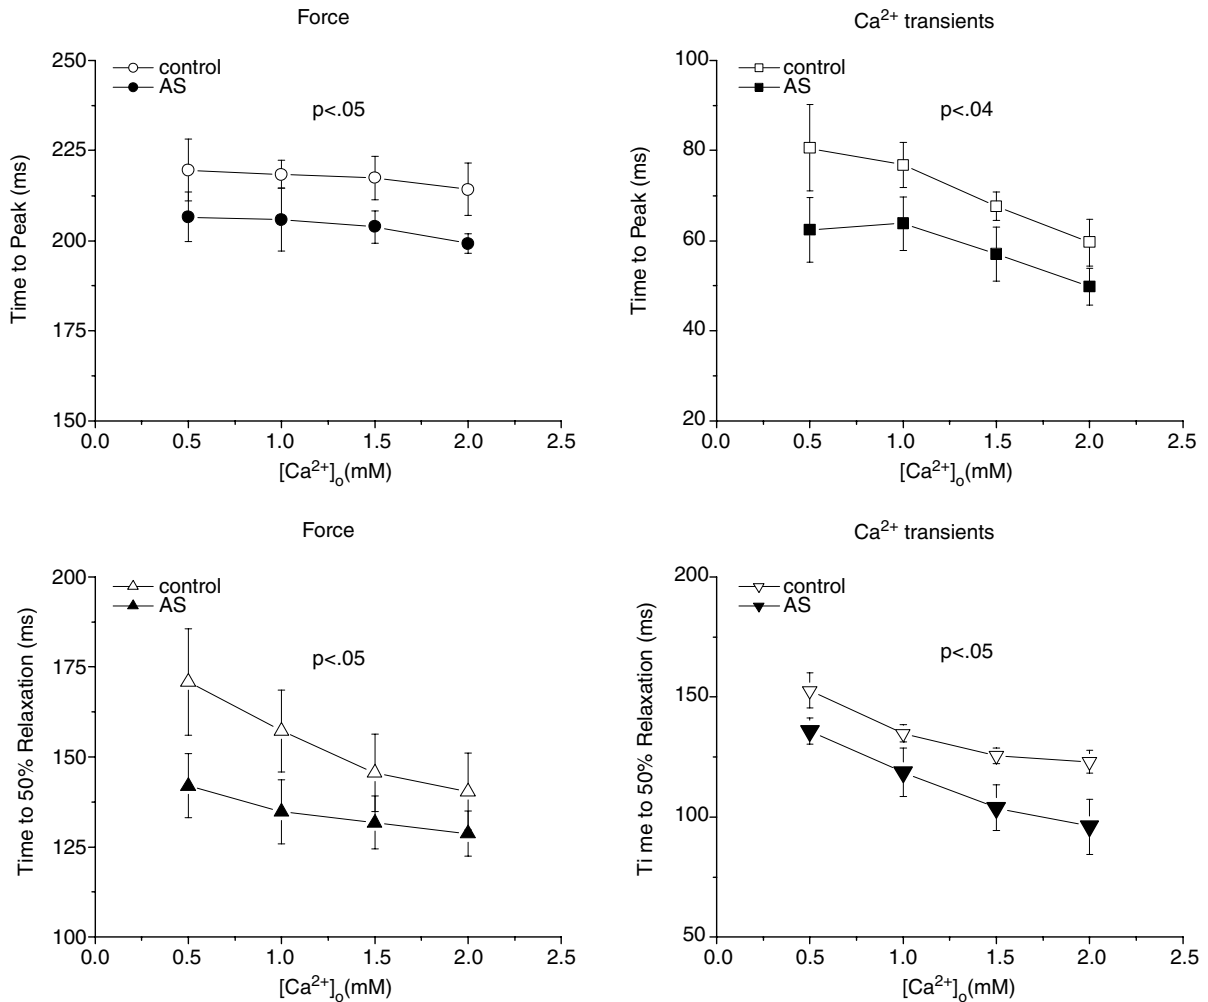 Force
250
225
200
175
150
Time to Peak (ms)
control
AS
p<.05
0.0 0.5 1.0 1.5 2.0 2.5
[Ca²⁺]ₒ(mM)
Ca²⁺ transients
100
80
60
40
20
Time to Peak (ms)
control
AS
p<.04
0.0 0.5 1.0 1.5 2.0 2.5
[Ca²⁺]ₒ(mM)
Force
200
175
150
125
100
Time to 50% Relaxation (ms)
control
AS
p<.05
0.0 0.5 1.0 1.5 2.0 2.5
[Ca²⁺]ₒ(mM)
Ca²⁺ transients
200
150
100
50
Ti me to 50% Relaxation (ms)
control
AS
p<.05
0.0 0.5 1.0 1.5 2.0 2.5
[Ca²⁺]ₒ(mM)